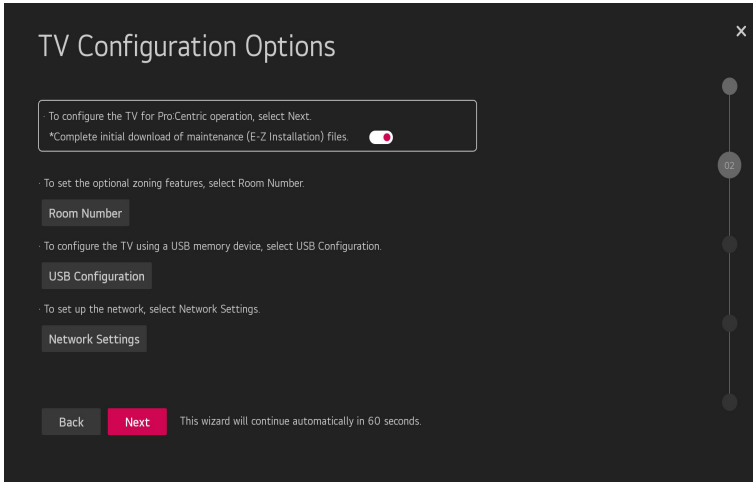 TV Configuration Options
· To configure the TV for Pro:Centric operation, select Next.
*Complete initial download of maintenance (E-Z Installation) files.
02
· To set the optional zoning features, select Room Number.
Room Number
· To configure the TV using a USB memory device, select USB Configuration.
USB Configuration
· To set up the network, select Network Settings.
Network Settings
Back Next This wizard will continue automatically in 60 seconds.